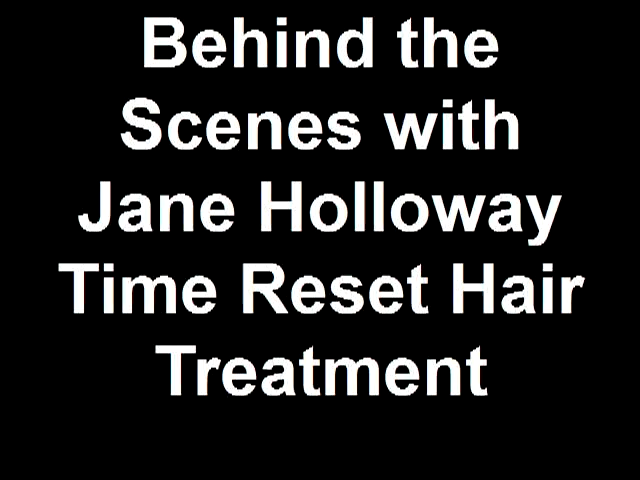 Behind the
Scenes with
Jane Holloway
Time Reset Hair
Treatment